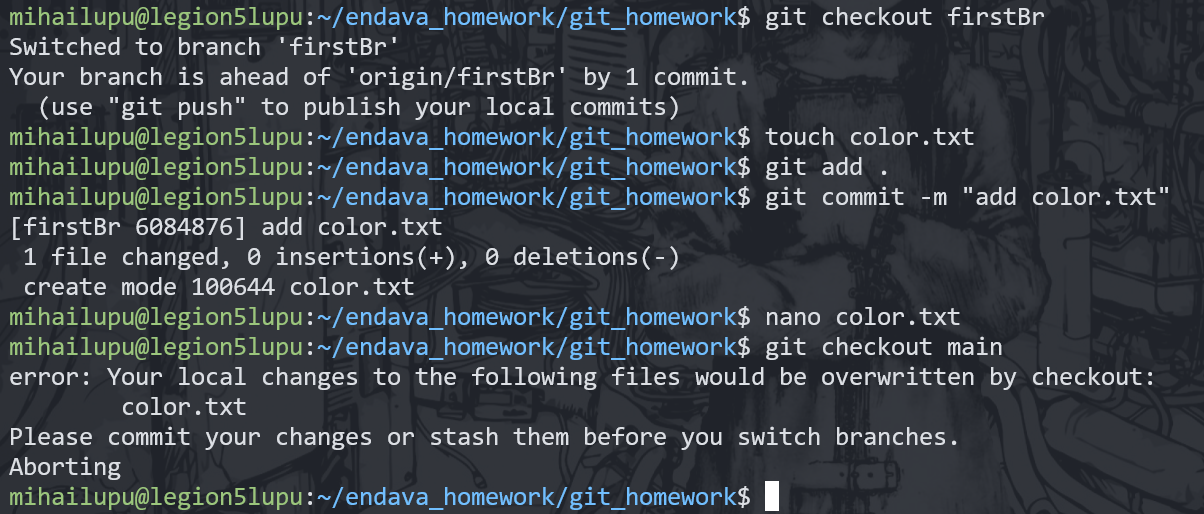 mihailupu@legion5lupu:~/endava_homework/git_homework$ git checkout firstBr
Switched to branch 'firstBr'
Your branch is ahead of 'origin/firstBr' by 1 commit.
  (use "git push" to publish your local commits)
mihailupu@legion5lupu:~/endava_homework/git_homework$ touch color.txt
mihailupu@legion5lupu:~/endava_homework/git_homework$ git add .
mihailupu@legion5lupu:~/endava_homework/git_homework$ git commit -m "add color.txt"
[firstBr 6084876] add color.txt
 1 file changed, 0 insertions(+), 0 deletions(-)
 create mode 100644 color.txt
mihailupu@legion5lupu:~/endava_homework/git_homework$ nano color.txt
mihailupu@legion5lupu:~/endava_homework/git_homework$ git checkout main
error: Your local changes to the following files would be overwritten by checkout:
        color.txt
Please commit your changes or stash them before you switch branches.
Aborting
mihailupu@legion5lupu:~/endava_homework/git_homework$